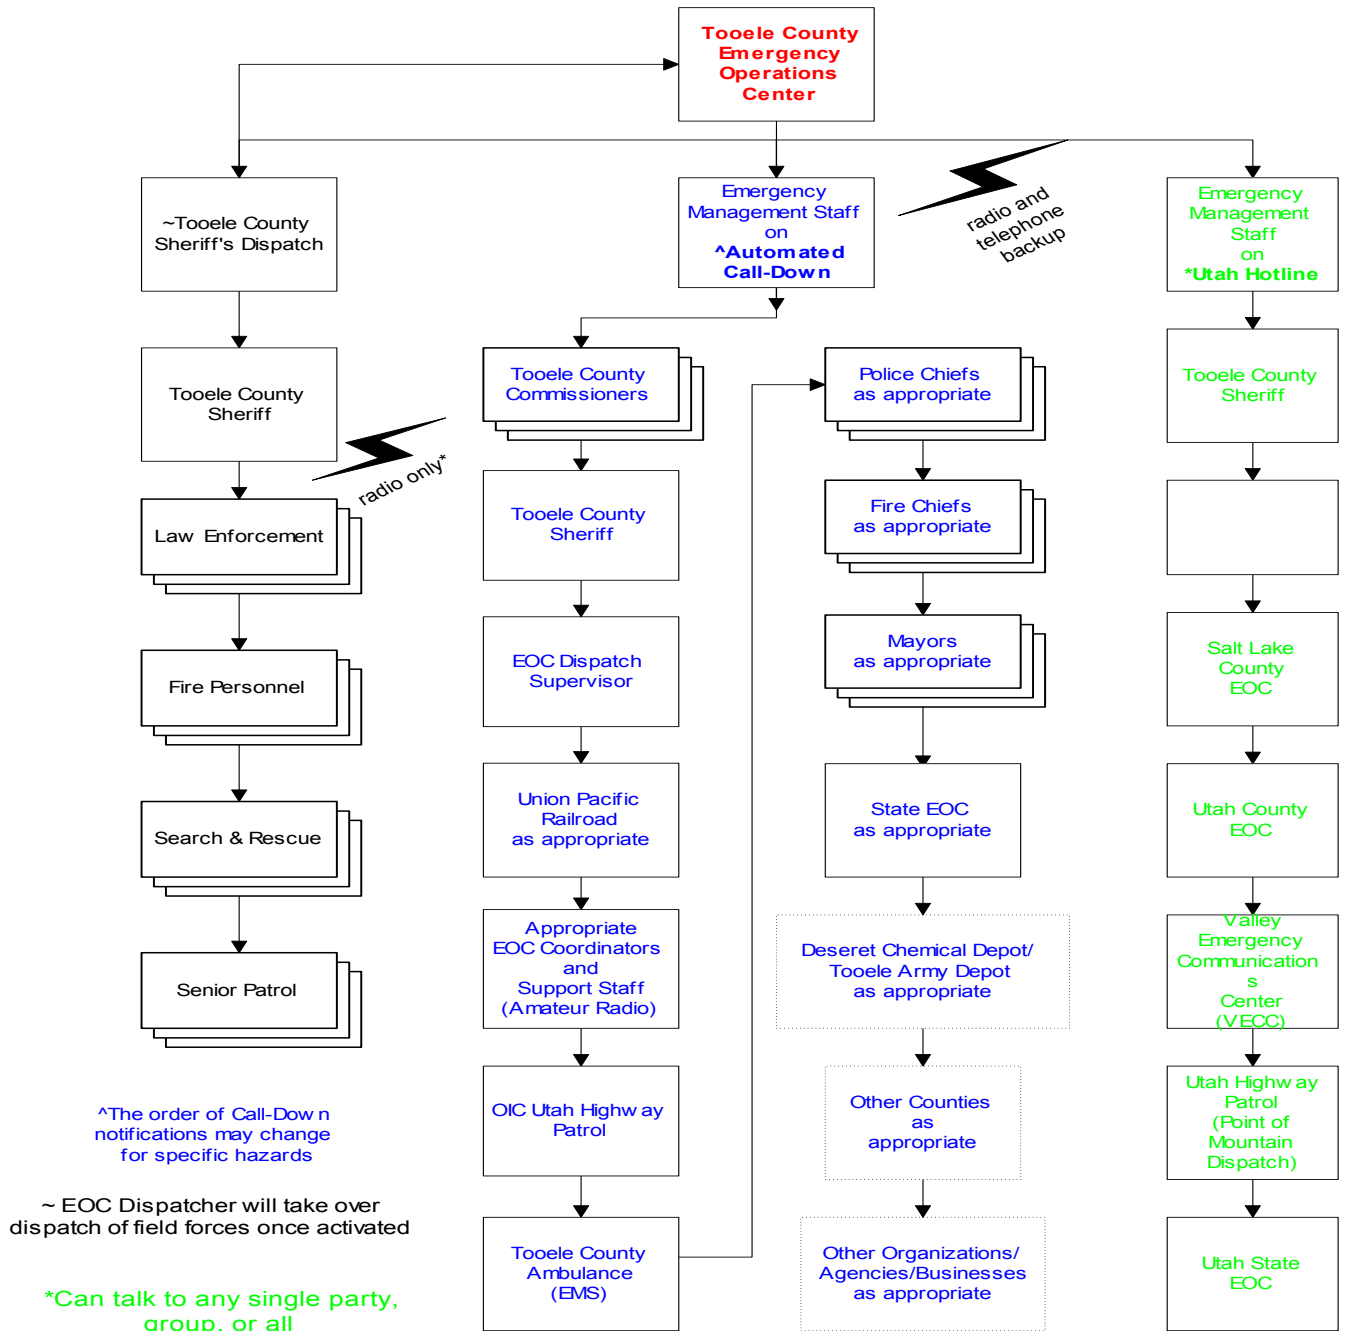 Tooele County
Emergency
Operations
Center
~Tooele County
Sheriff's Dispatch
Tooele County
Sheriff
Law Enforcement
Fire Personnel
Search & Rescue
Senior Patrol
radio only*
Emergency
Management Staff
on
^Automated
Call-Down
radio and
telephone
backup
Tooele County
Commissioners
Tooele County
Sheriff
EOC Dispatch
Supervisor
Union Pacific
Railroad
as appropriate
Appropriate
EOC Coordinators
and
Support Staff
(Amateur Radio)
OIC Utah Highway
Patrol
Tooele County
Ambulance
(EMS)
Police Chiefs
as appropriate
Fire Chiefs
as appropriate
Mayors
as appropriate
State EOC
as appropriate
Deseret Chemical Depot/
Tooele Army Depot
as appropriate
Other Counties
as
appropriate
Other Organizations/
Agencies/Businesses
as appropriate
Emergency
Management
Staff
on
*Utah Hotline
Tooele County
Sheriff
Salt Lake
County
EOC
Utah County
EOC
Valley
Emergency
Communication
s
Center
(VECC)
Utah Highway
Patrol
(Point of
Mountain
Dispatch)
Utah State
EOC
^The order of Call-Down
notifications may change
for specific hazards
~ EOC Dispatcher will take over
dispatch of field forces once activated
*Can talk to any single party,
group, or all